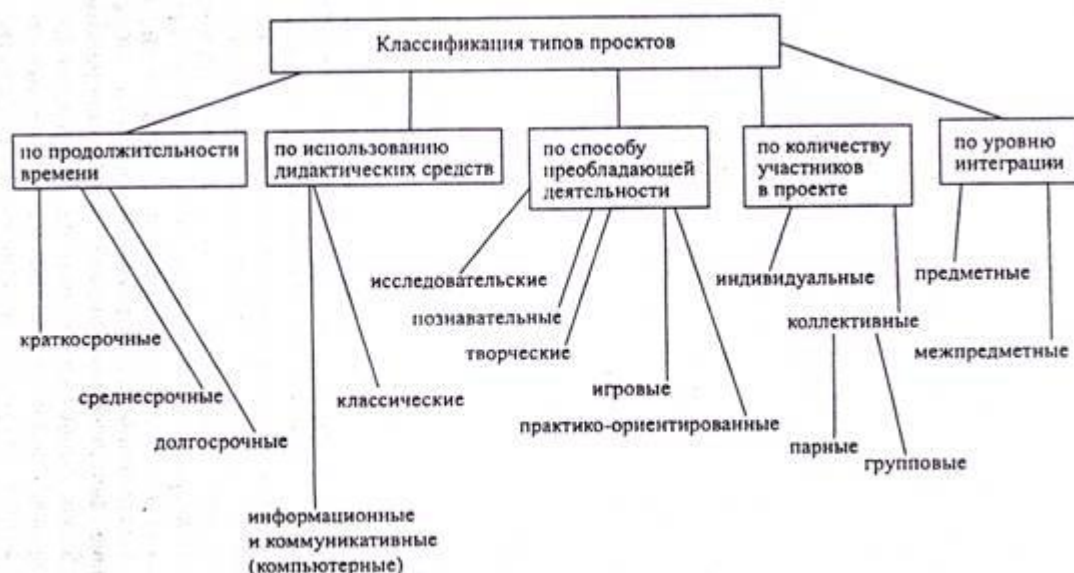 Классификация типов проектов
по продолжительности
времени
по использованию
дидактических средств
по способу
преобладающей
деятельности
по количеству
участников
в проекте
по уровню
интеграции
исследовательские
познавательные
творческие
индивидуальные
предметные
коллективные
краткосрочные
межпредметные
среднесрочные
классические
игровые
долгосрочные
практико-ориентированные
парные
групповые
информационные
и коммуникативные
(компьютерные)